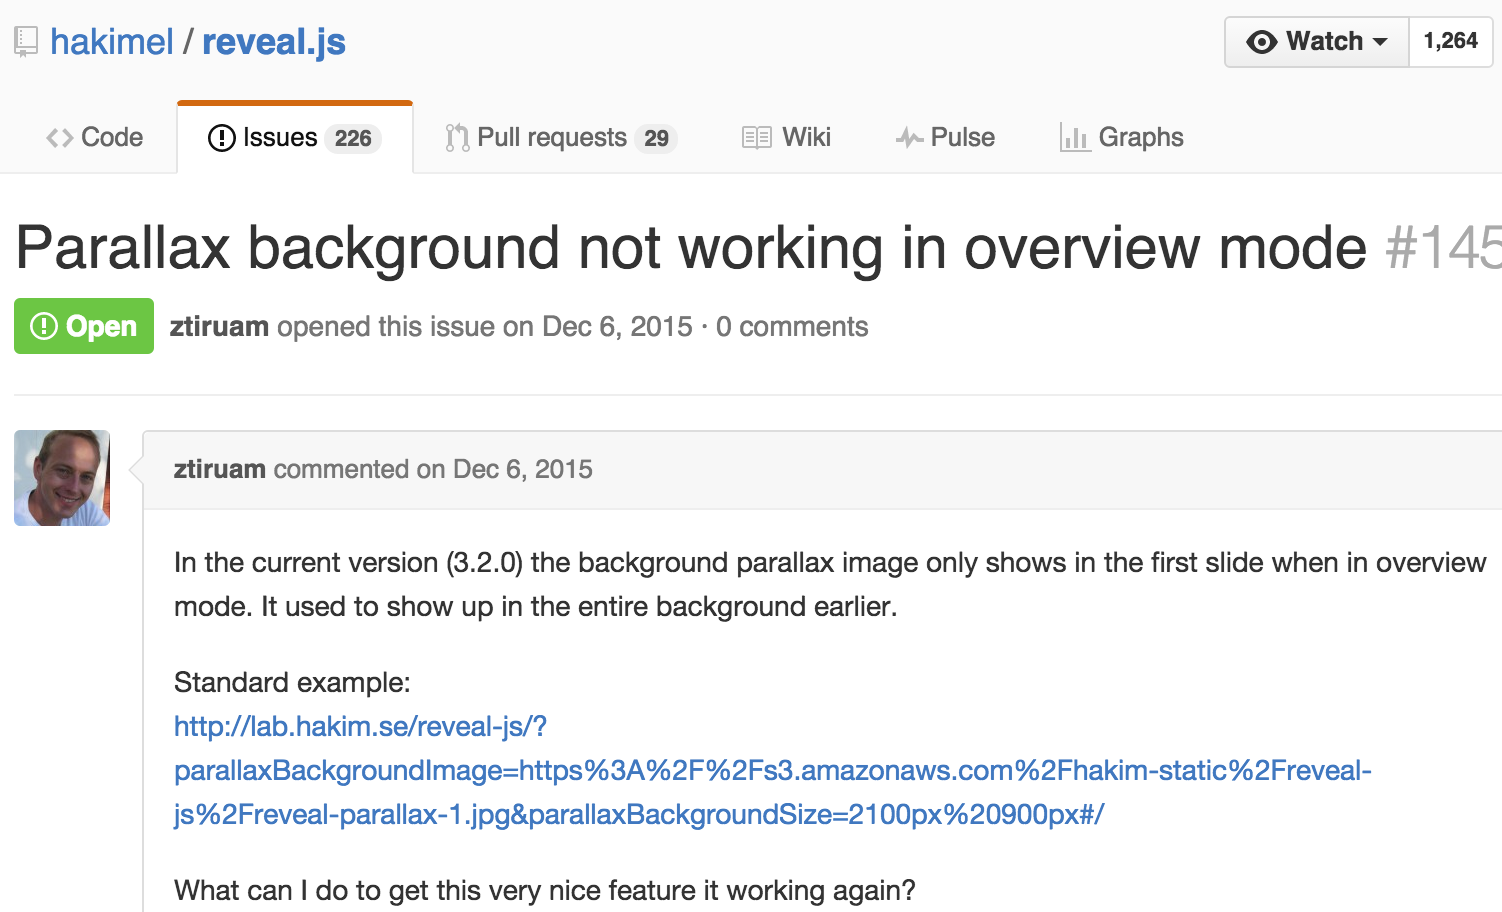 hakimel / reveal.js
Watch 1,264
Code Issues 226 Pull requests 29 Wiki Pulse Graphs
Parallax background not working in overview mode #145
Open ztiruam opened this issue on Dec 6, 2015 · 0 comments
ztiruam commented on Dec 6, 2015
In the current version (3.2.0) the background parallax image only shows in the first slide when in overview
mode. It used to show up in the entire background earlier.
Standard example:
http://lab.hakim.se/reveal-js/?
parallaxBackgroundImage=https%3A%2F%2Fs3.amazonaws.com%2Fhakim-static%2Freveal-
js%2Freveal-parallax-1.jpg&parallaxBackgroundSize=2100px%20900px#/
What can I do to get this very nice feature it working again?